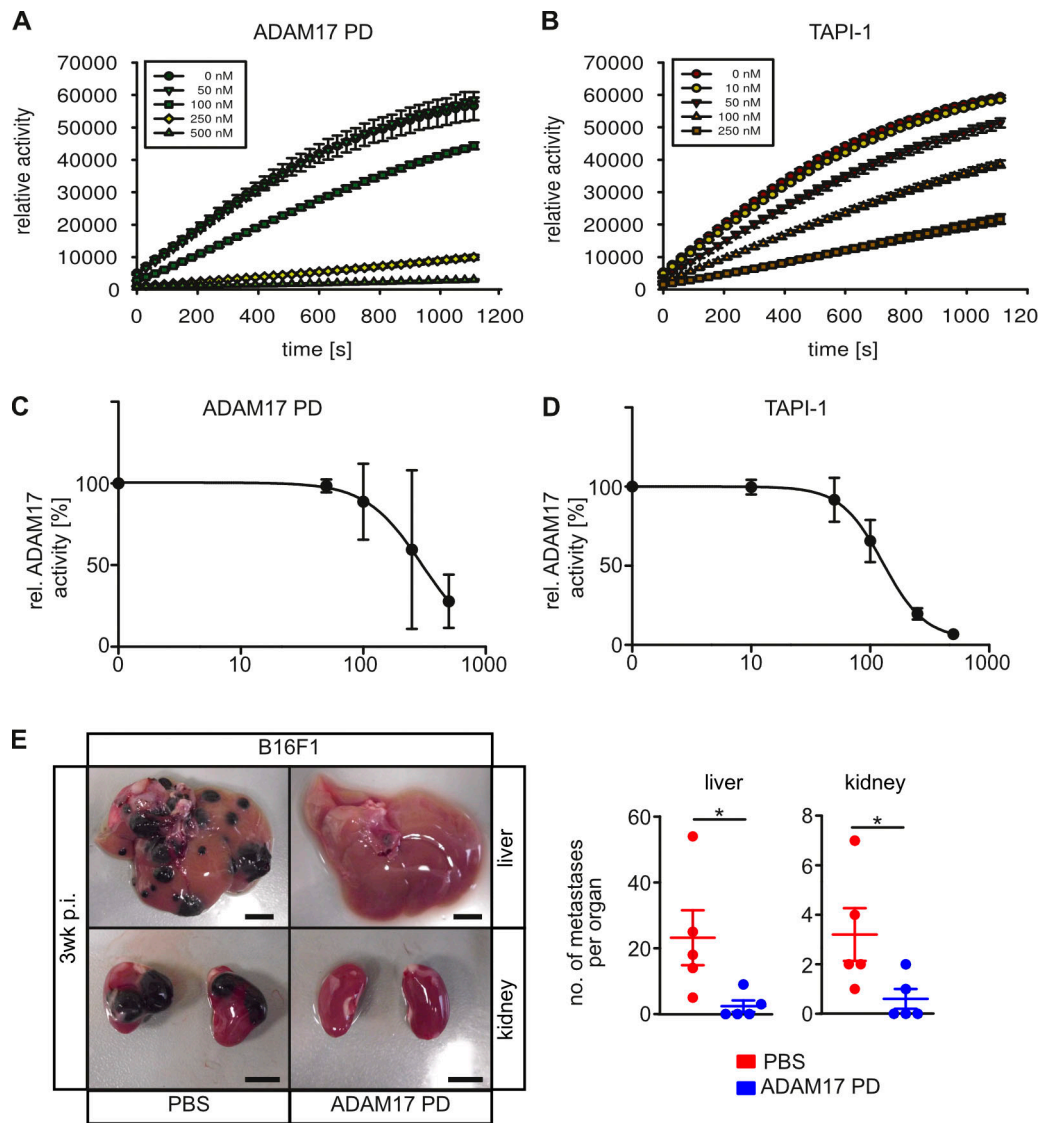 A
ADAM17 PD
70000
60000
50000
40000
30000
20000
10000
0
relative activity
0 nM
50 nM
100 nM
250 nM
500 nM
0
200
400
600
800
1000
1200
time [s]
B
TAPI-1
70000
60000
50000
40000
30000
20000
10000
0
relative activity
0 nM
10 nM
50 nM
100 nM
250 nM
0
200
400
600
800
1000
120
time [s]
C
ADAM17 PD
rel. ADAM17
activity [%]
100
50
0
0
10
100
1000
D
TAPI-1
rel. ADAM17
activity [%]
100
50
0
0
10
100
1000
E
B16F1
3wk p.i.
liver
kidney
PBS
ADAM17 PD
liver
no. of metastases
per organ
60
40
20
0
*
kidney
8
6
4
2
0
*
PBS
ADAM17 PD